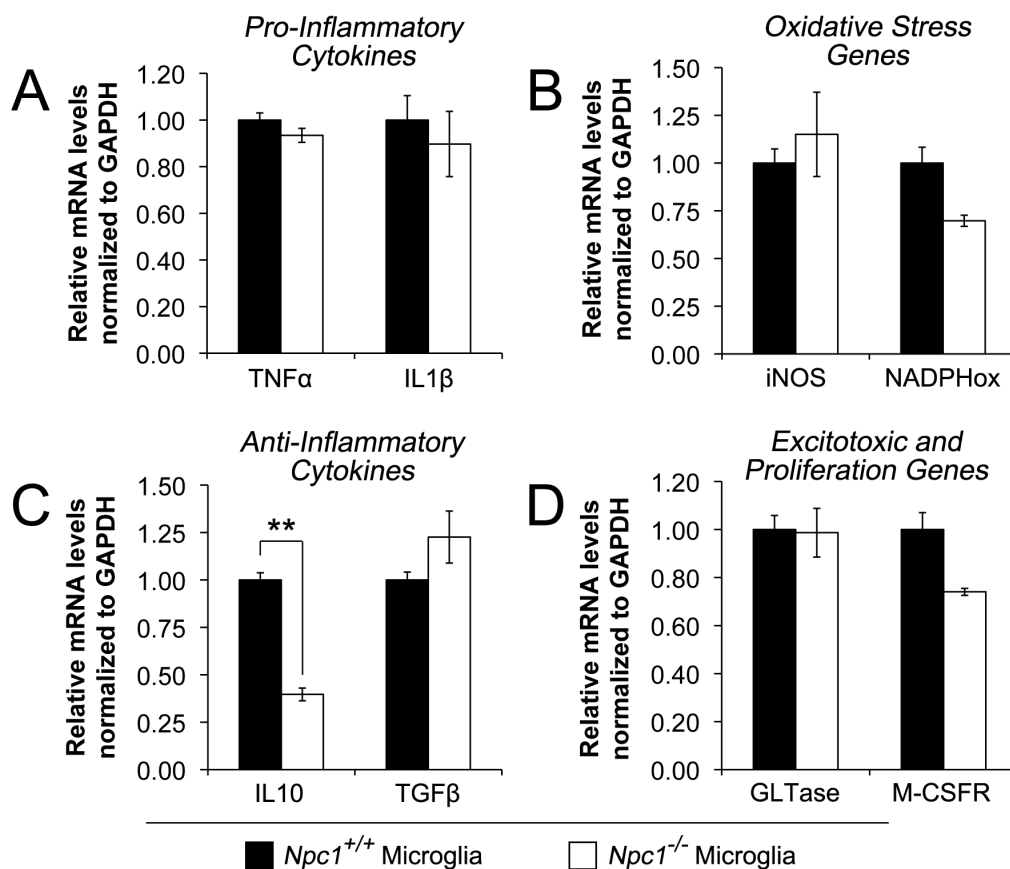 A
Pro-Inflammatory
Cytokines
Relative mRNA levels
normalized to GAPDH
1.20
1.00
0.80
0.60
0.40
0.20
0.00
TNFα IL1β
B
Oxidative Stress
Genes
Relative mRNA levels
normalized to GAPDH
1.50
1.25
1.00
0.75
0.50
0.25
0.00
iNOS NADPHox
C
Anti-Inflammatory
Cytokines
Relative mRNA levels
normalized to GAPDH
1.50
1.25
1.00
0.75
0.50
0.25
0.00
**
IL10 TGFβ
D
Excitotoxic and
Proliferation Genes
Relative mRNA levels
normalized to GAPDH
1.20
1.00
0.80
0.60
0.40
0.20
0.00
GLTase M-CSFR
Npc1+/+ Microglia Npc1-/- Microglia